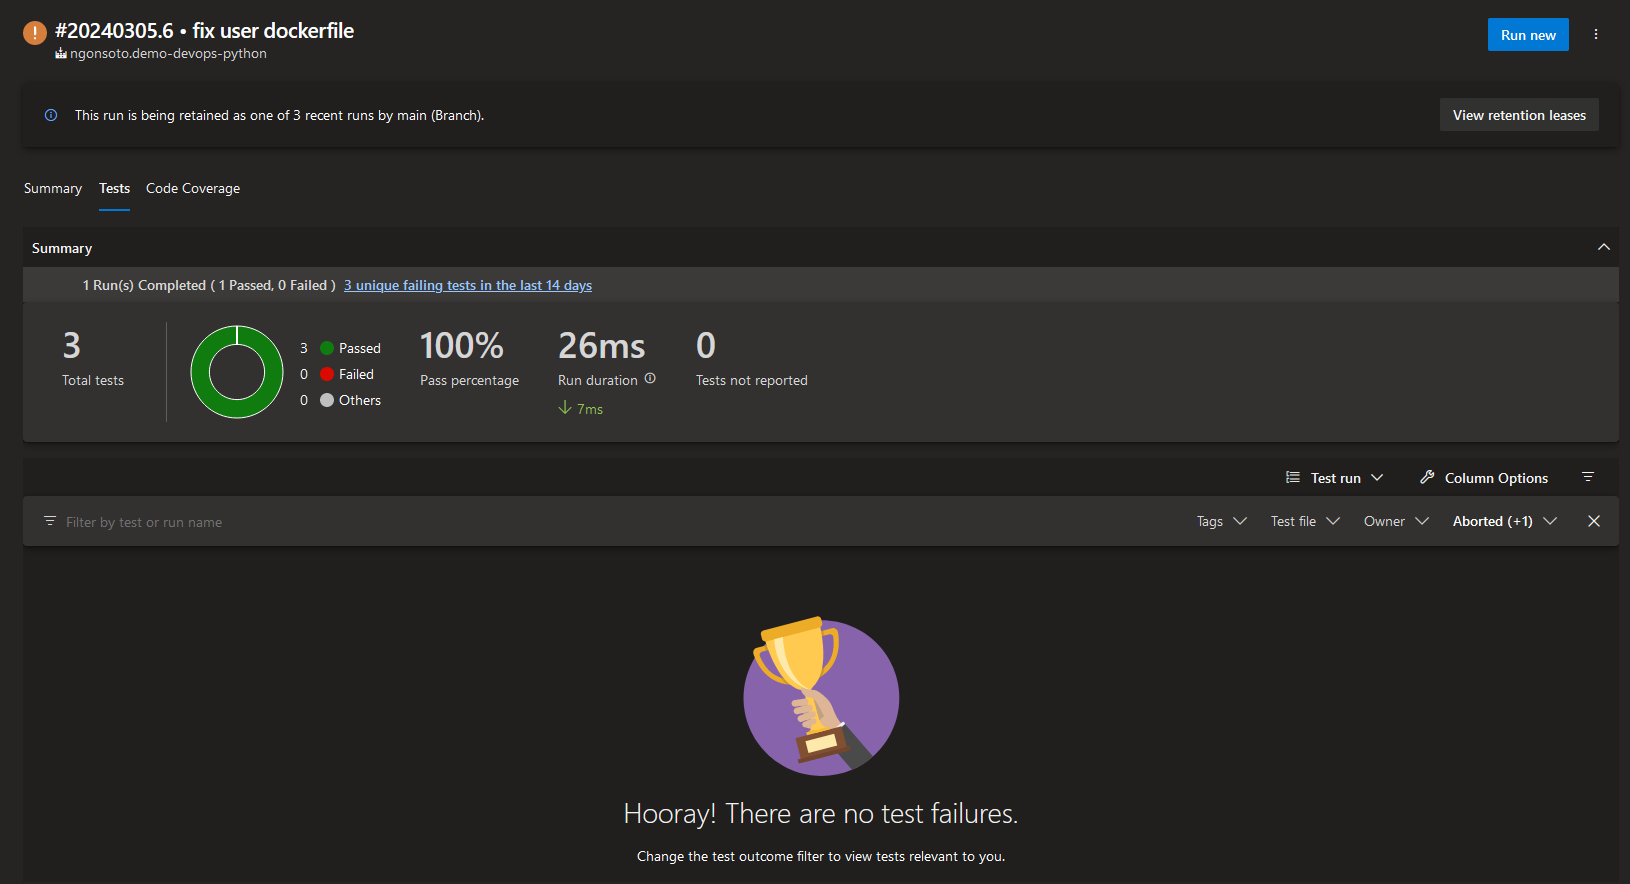 #20240305.6 • fix user dockerfile
ngonsoto.demo-devops-python
Run new
This run is being retained as one of 3 recent runs by main (Branch).
View retention leases
Summary Tests Code Coverage
Summary
1 Run(s) Completed ( 1 Passed, 0 Failed ) 3 unique failing tests in the last 14 days
3
Total tests
3 Passed
0 Failed
0 Others
100%
Pass percentage
26ms
Run duration
7ms
0
Tests not reported
Test run Column Options
Filter by test or run name Tags Test file Owner Aborted (+1)
Hooray! There are no test failures.
Change the test outcome filter to view tests relevant to you.